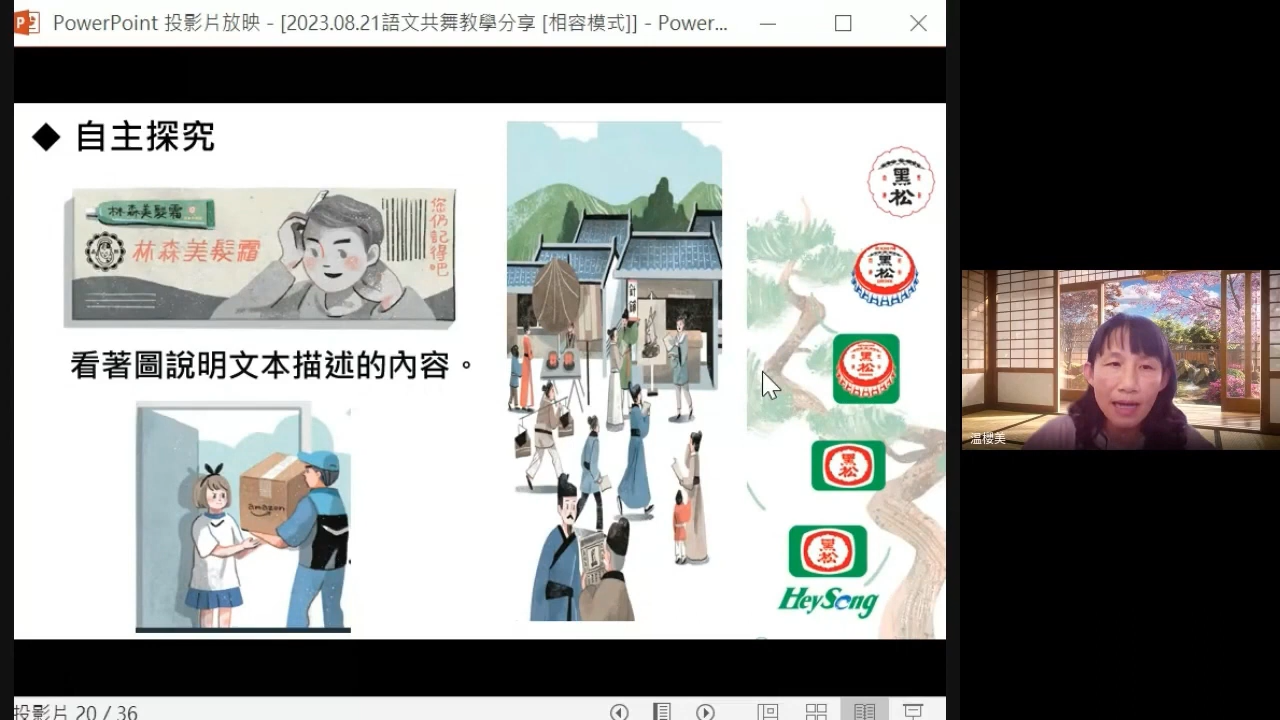 PowerPoint 投影片放映 - [2023.08.21語文共舞教學分享 [相容模式]] - Power...
◆ 自主探究
林森美髮霜
林森美髮霜
您仍記得吧
看著圖說明文本描述的內容。
amazon
黑松
黑松
黑松
黑松
黑松
HeySong
温櫻美
投影片 20 / 36